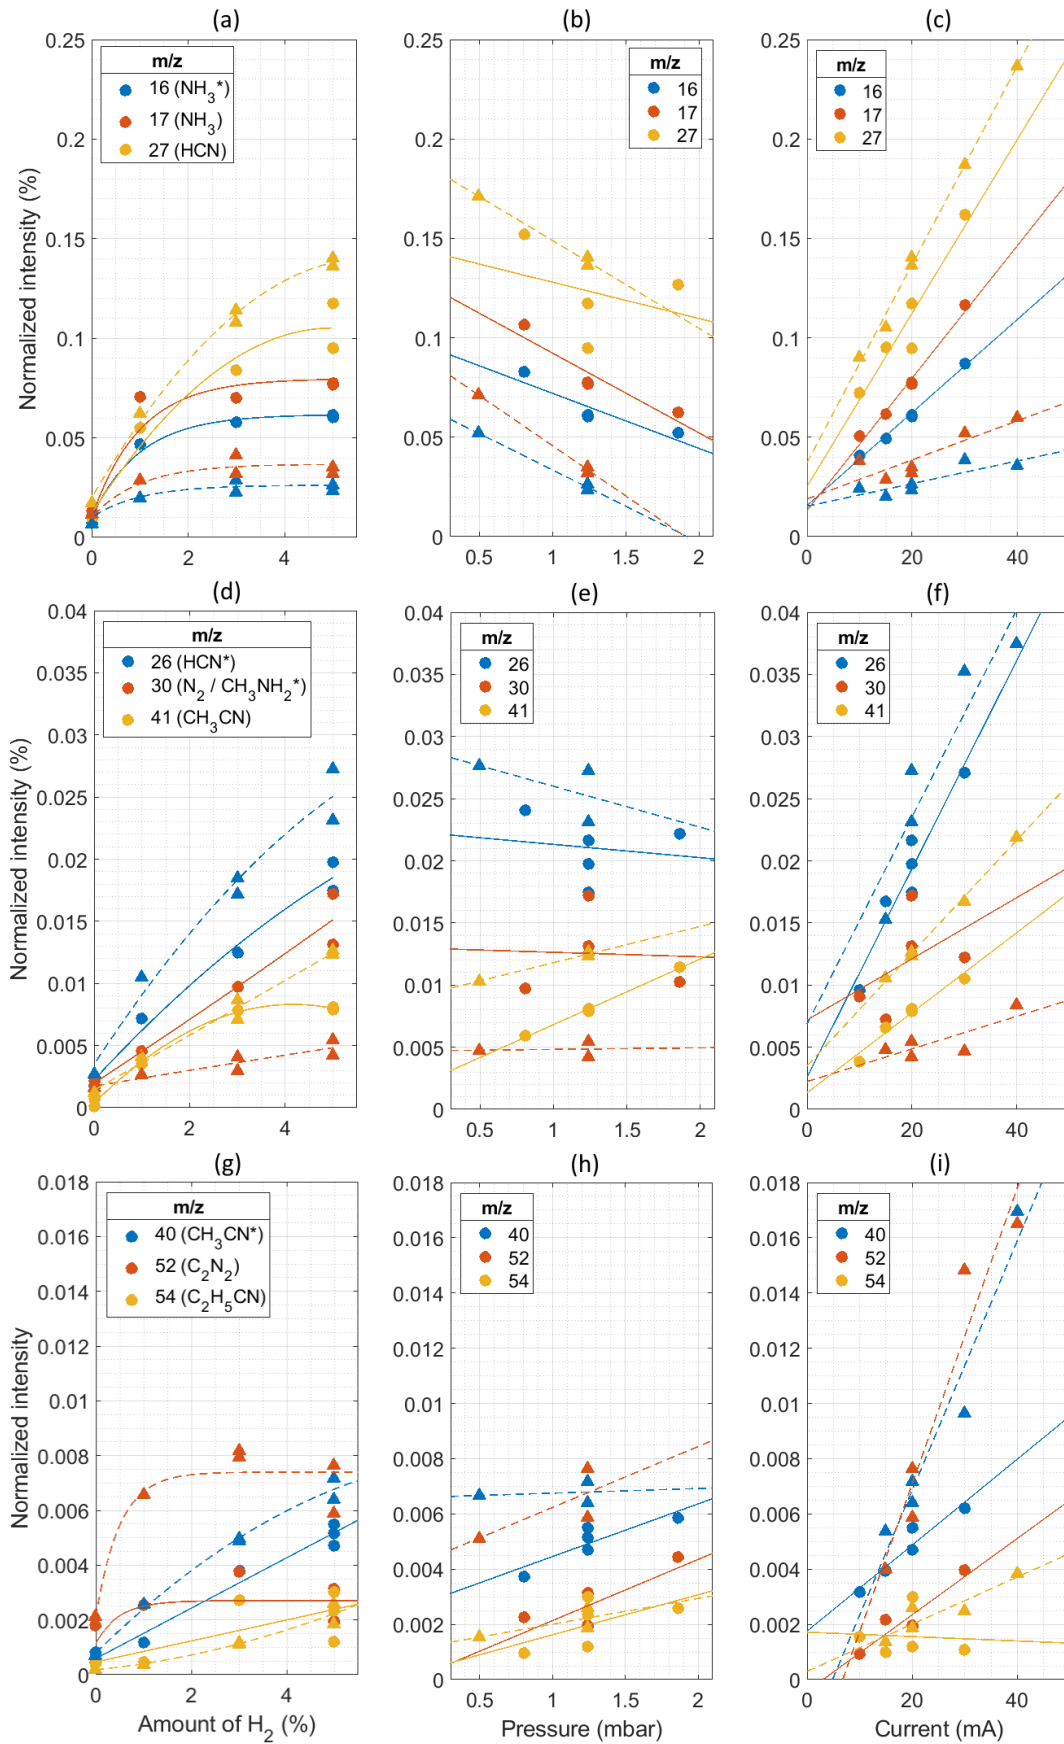 (a)
(b)
(c)
0.25
0.2
0.15
0.1
0.05
0
Normalized intensity (%)
m/z
16 (NH3*)
17 (NH3)
27 (HCN)
0 2 4
0.25
0.2
0.15
0.1
0.05
0
m/z
16
17
27
0.5 1 1.5 2
0.25
0.2
0.15
0.1
0.05
0
m/z
16
17
27
0 20 40
(d)
(e)
(f)
0.04
0.035
0.03
0.025
0.02
0.015
0.01
0.005
0
Normalized intensity (%)
m/z
26 (HCN*)
30 (N2 / CH3NH2*)
41 (CH3CN)
0 2 4
0.04
0.035
0.03
0.025
0.02
0.015
0.01
0.005
0
m/z
26
30
41
0.5 1 1.5 2
0.04
0.035
0.03
0.025
0.02
0.015
0.01
0.005
0
m/z
26
30
41
0 20 40
(g)
(h)
(i)
0.018
0.016
0.014
0.012
0.01
0.008
0.006
0.004
0.002
0
Normalized intensity
m/z
40 (CH3CN*)
52 (C2N2)
54 (C2H5CN)
0 2 4
Amount of H2 (%)
0.018
0.016
0.014
0.012
0.01
0.008
0.006
0.004
0.002
0
m/z
40
52
54
0.5 1 1.5 2
Pressure (mbar)
0.018
0.016
0.014
0.012
0.01
0.008
0.006
0.004
0.002
0
m/z
40
52
54
0 20 40
Current (mA)